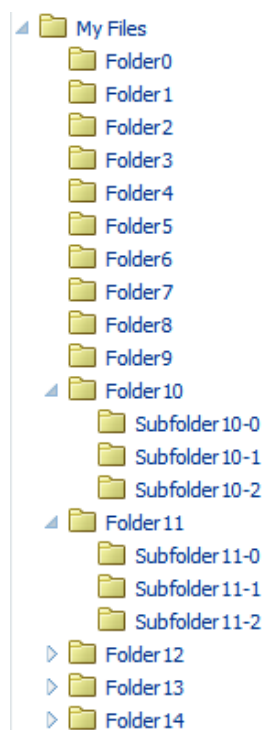 My Files
Folder0
Folder1
Folder2
Folder3
Folder4
Folder5
Folder6
Folder7
Folder8
Folder9
Folder10
Subfolder10-0
Subfolder10-1
Subfolder10-2
Folder11
Subfolder11-0
Subfolder11-1
Subfolder11-2
Folder12
Folder13
Folder14